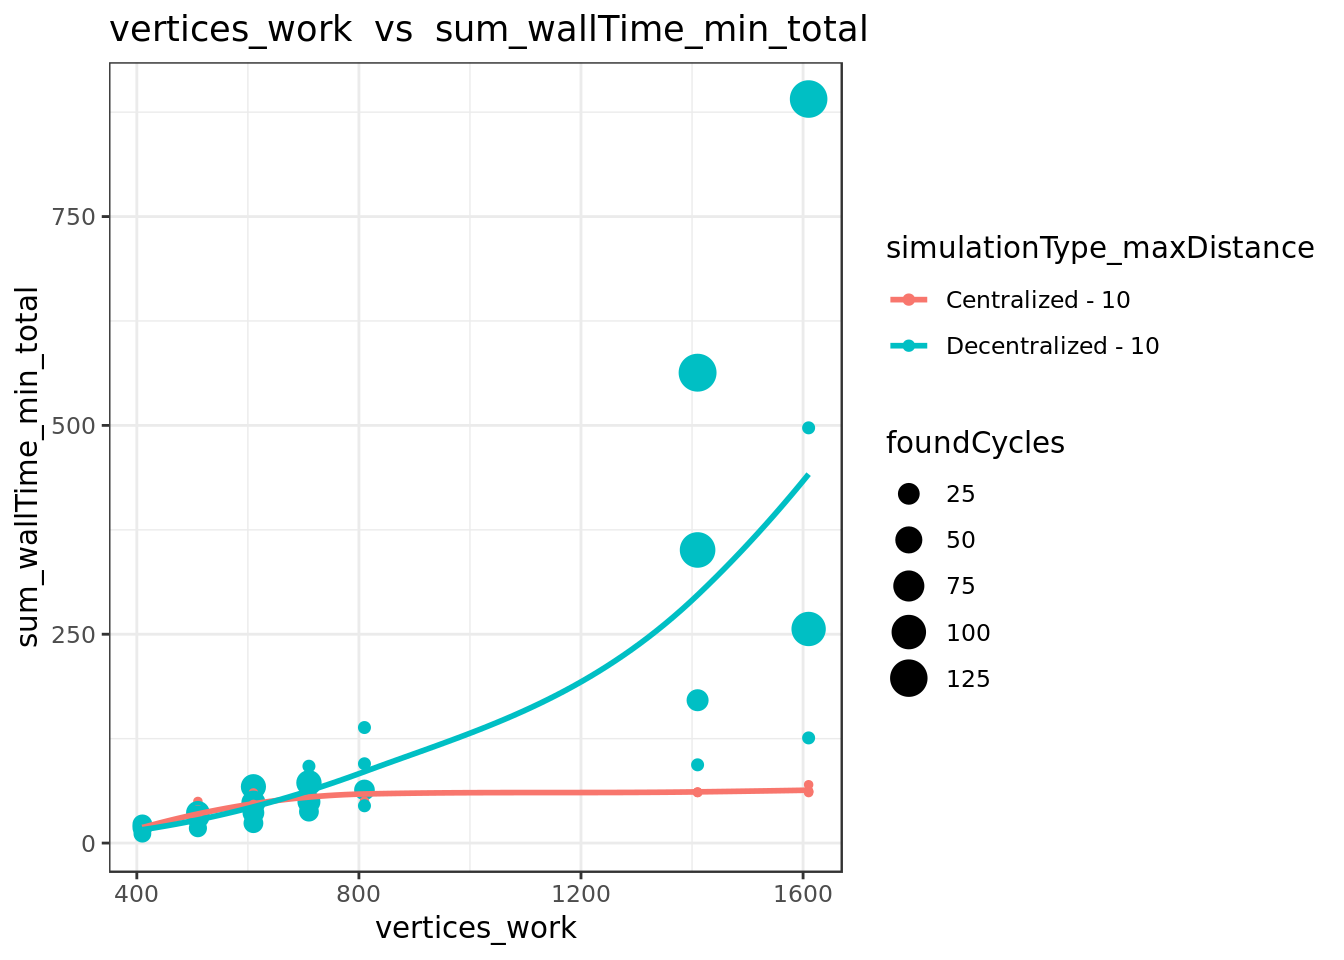 vertices_work vs sum_wallTime_min_total
sum_wallTime_min_total
750
500
250
0
400 800 1200 1600
vertices_work
simulationType_maxDistance
Centralized - 10
Decentralized - 10
foundCycles
25
50
75
100
125